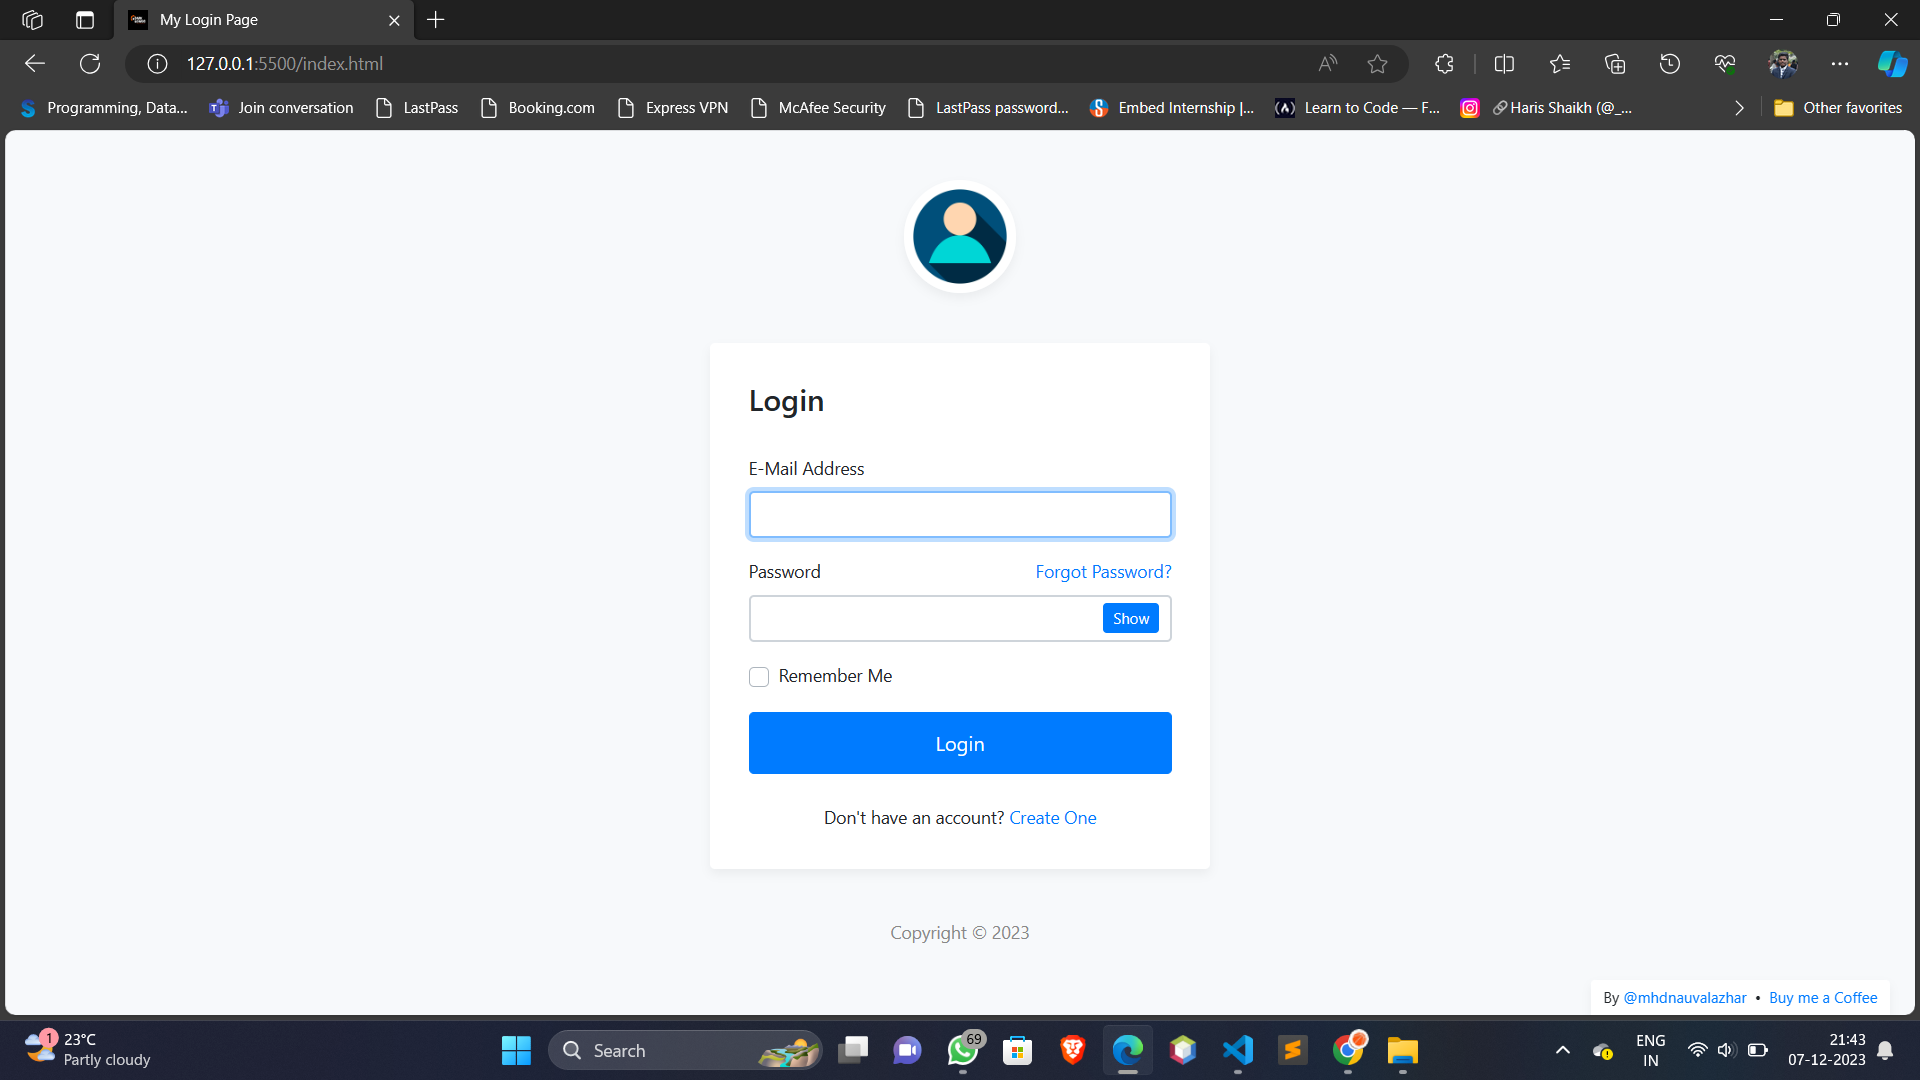 My Login Page
127.0.0.1:5500/index.html
Programming, Data... Join conversation LastPass Booking.com Express VPN McAfee Security LastPass password... Embed Internship |... Learn to Code — F... Haris Shaikh (@_... Other favorites
Login
E-Mail Address
Password Forgot Password?
Show
Remember Me
Login
Don't have an account? Create One
Copyright © 2023
By @mhdnauvalazhar • Buy me a Coffee
1 23°C
Partly cloudy
Search
69
ENG
IN
21:43
07-12-2023